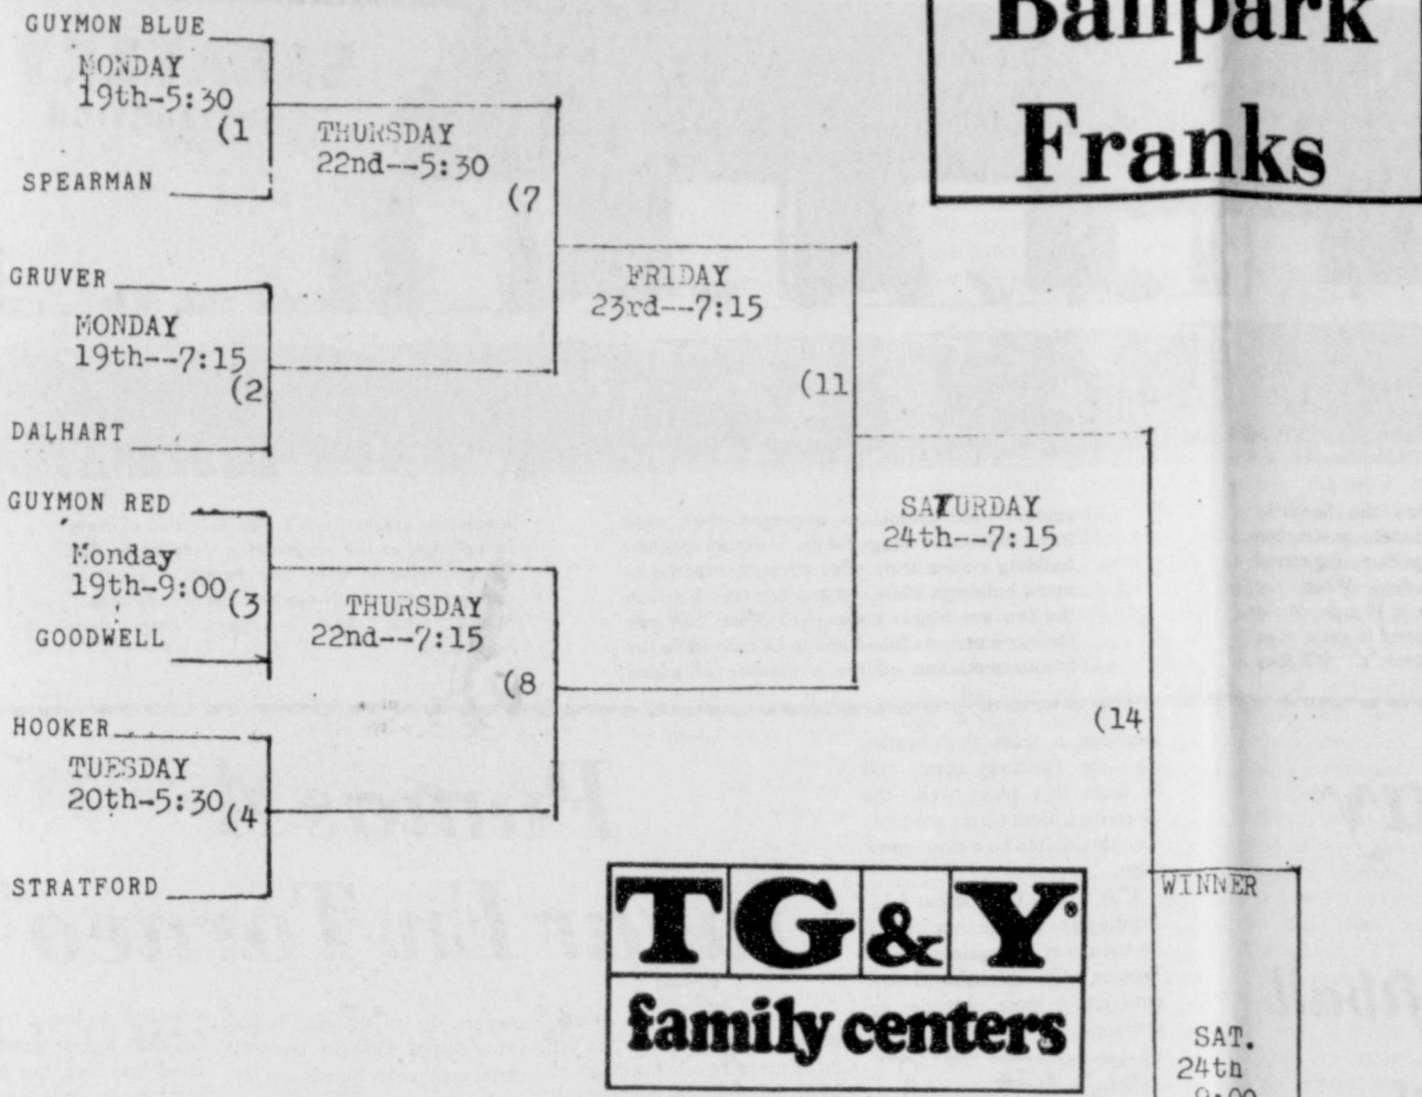 GUYMON BLUE
MONDAY
19th-5:30
(1
SPEARMAN
THURSDAY
22nd--5:30
(7
GRUVER
MONDAY
19th--7:15
(2
DALHART
FRIDAY
23rd--7:15
(11
GUYMON RED
Monday
19th-9:00
(3
GOODWELL
THURSDAY
22nd--7:15
(8
HOOKER
TUESDAY
20th-5:30
(4
STRATFORD
SATURDAY
24th--7:15
(14
WINNER
SAT.
24th
9:00
Ballpark
Franks
TG&Y®
family centers